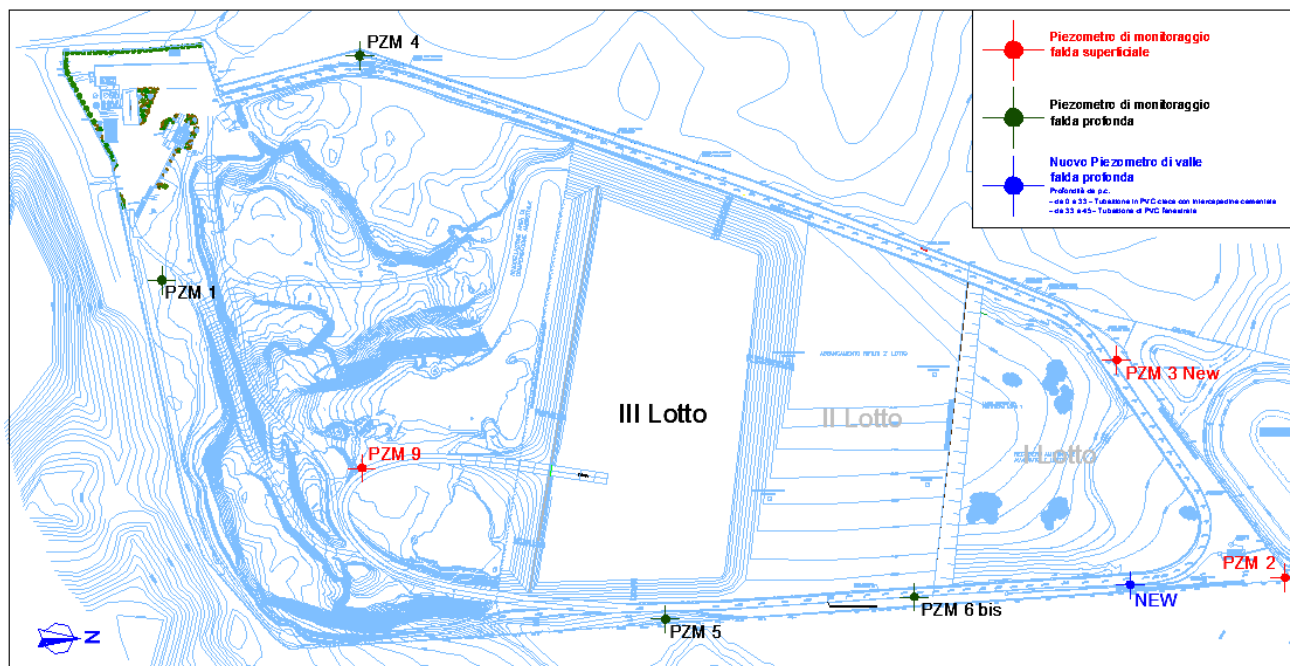 PZM 4
Piezometro di monitoraggio
falda superficiale
Piezometro di monitoraggio
falda profonda
Nuovo Piezometro di valle
falda profonda
Profondità da p.c.
- da 0 a 33 - Tubazione in PVC cieca con intercapedine cementata
- da 33 a 45 - Tubazione di PVC fenestrata
PZM 1
PZM 3 New
III Lotto
II Lotto
I Lotto
PZM 9
PZM 2
NEW
PZM 6 bis
PZM 5
N